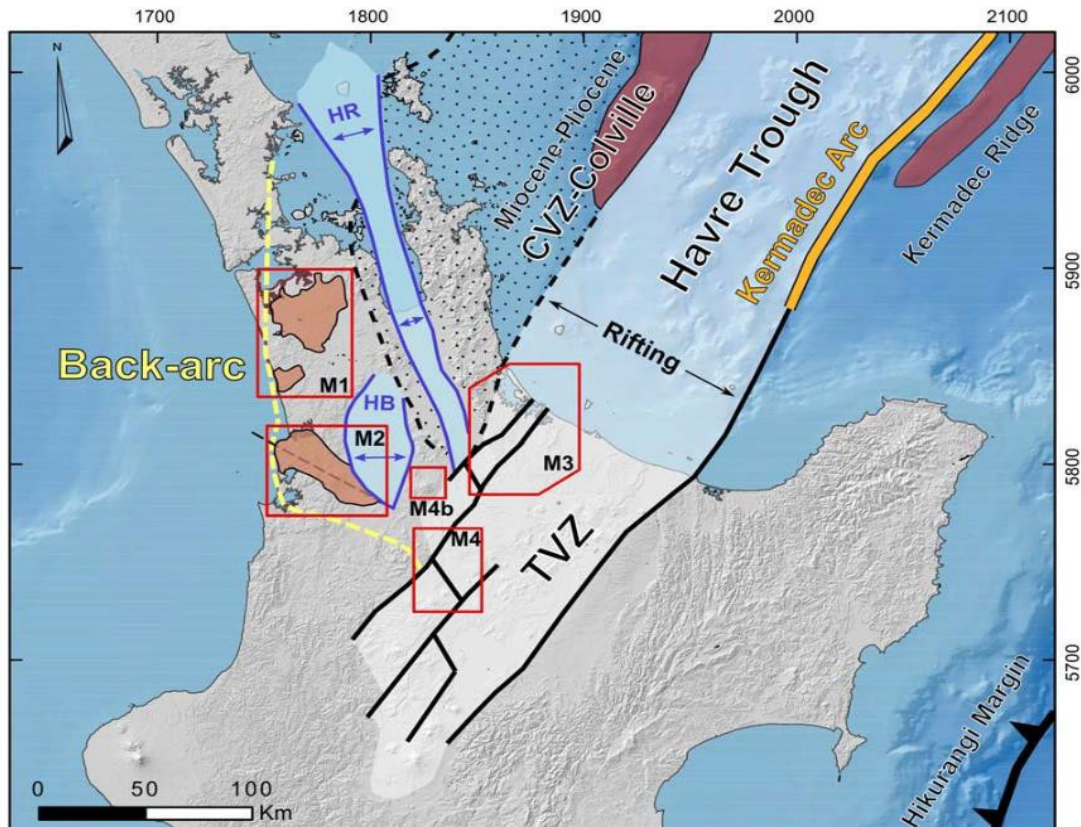 1700 1800 1900 2000 2100
N
6000
5900
5800
5700
HR
Miocene-Pliocene
CVZ-Colville
Havre Trough
Kermadec Arc
Kermadec Ridge
Rifting
Back-arc
M1
HB
M2
M3
M4b
M4
TVZ
Hikurangi Margin
0 50 100
Km